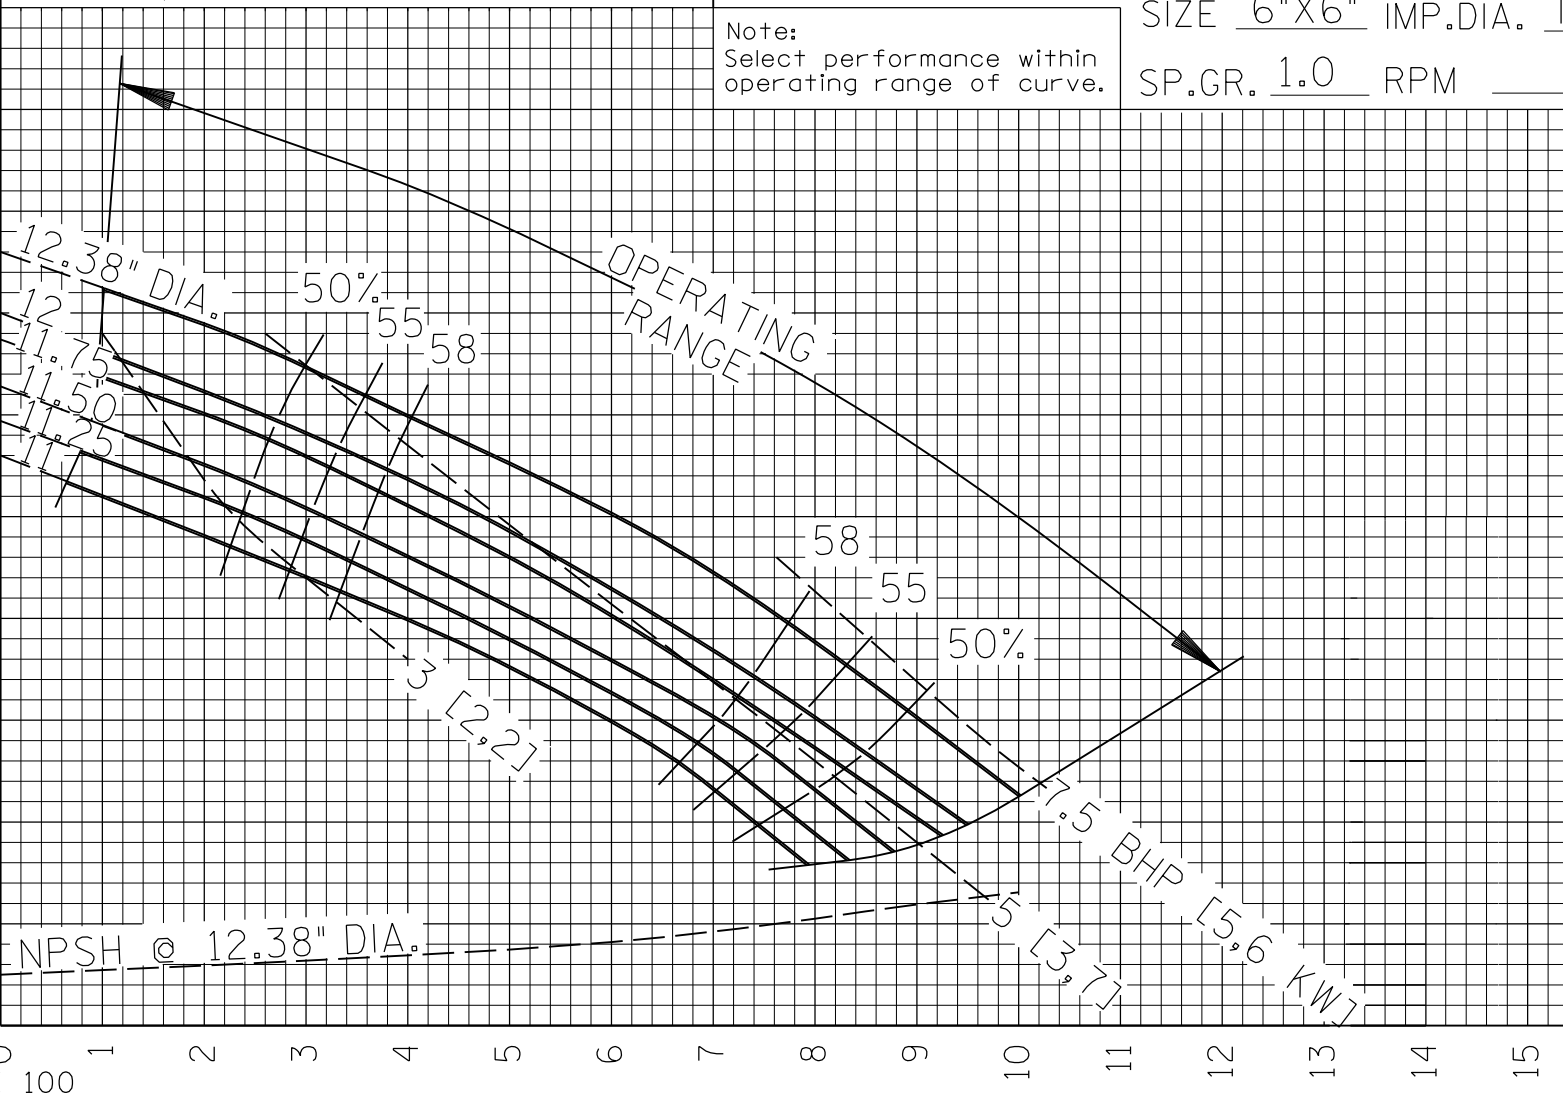 SIZE 6"X6" IMP.DIA.
Note:
Select performance within
operating range of curve.
SP.GR. 1.0 RPM
12.38" DIA.
12
11.75
11.50"
11.25
11
50%
55
58
OPERATING
RANGE
58
55
50%
3 [2,2]
7.5 BHP [5,6 KW]
5 [3,7]
NPSH @ 12.38" DIA.
0 1 2 3 4 5 6 7 8 9 10 11 12 13 14 15
100